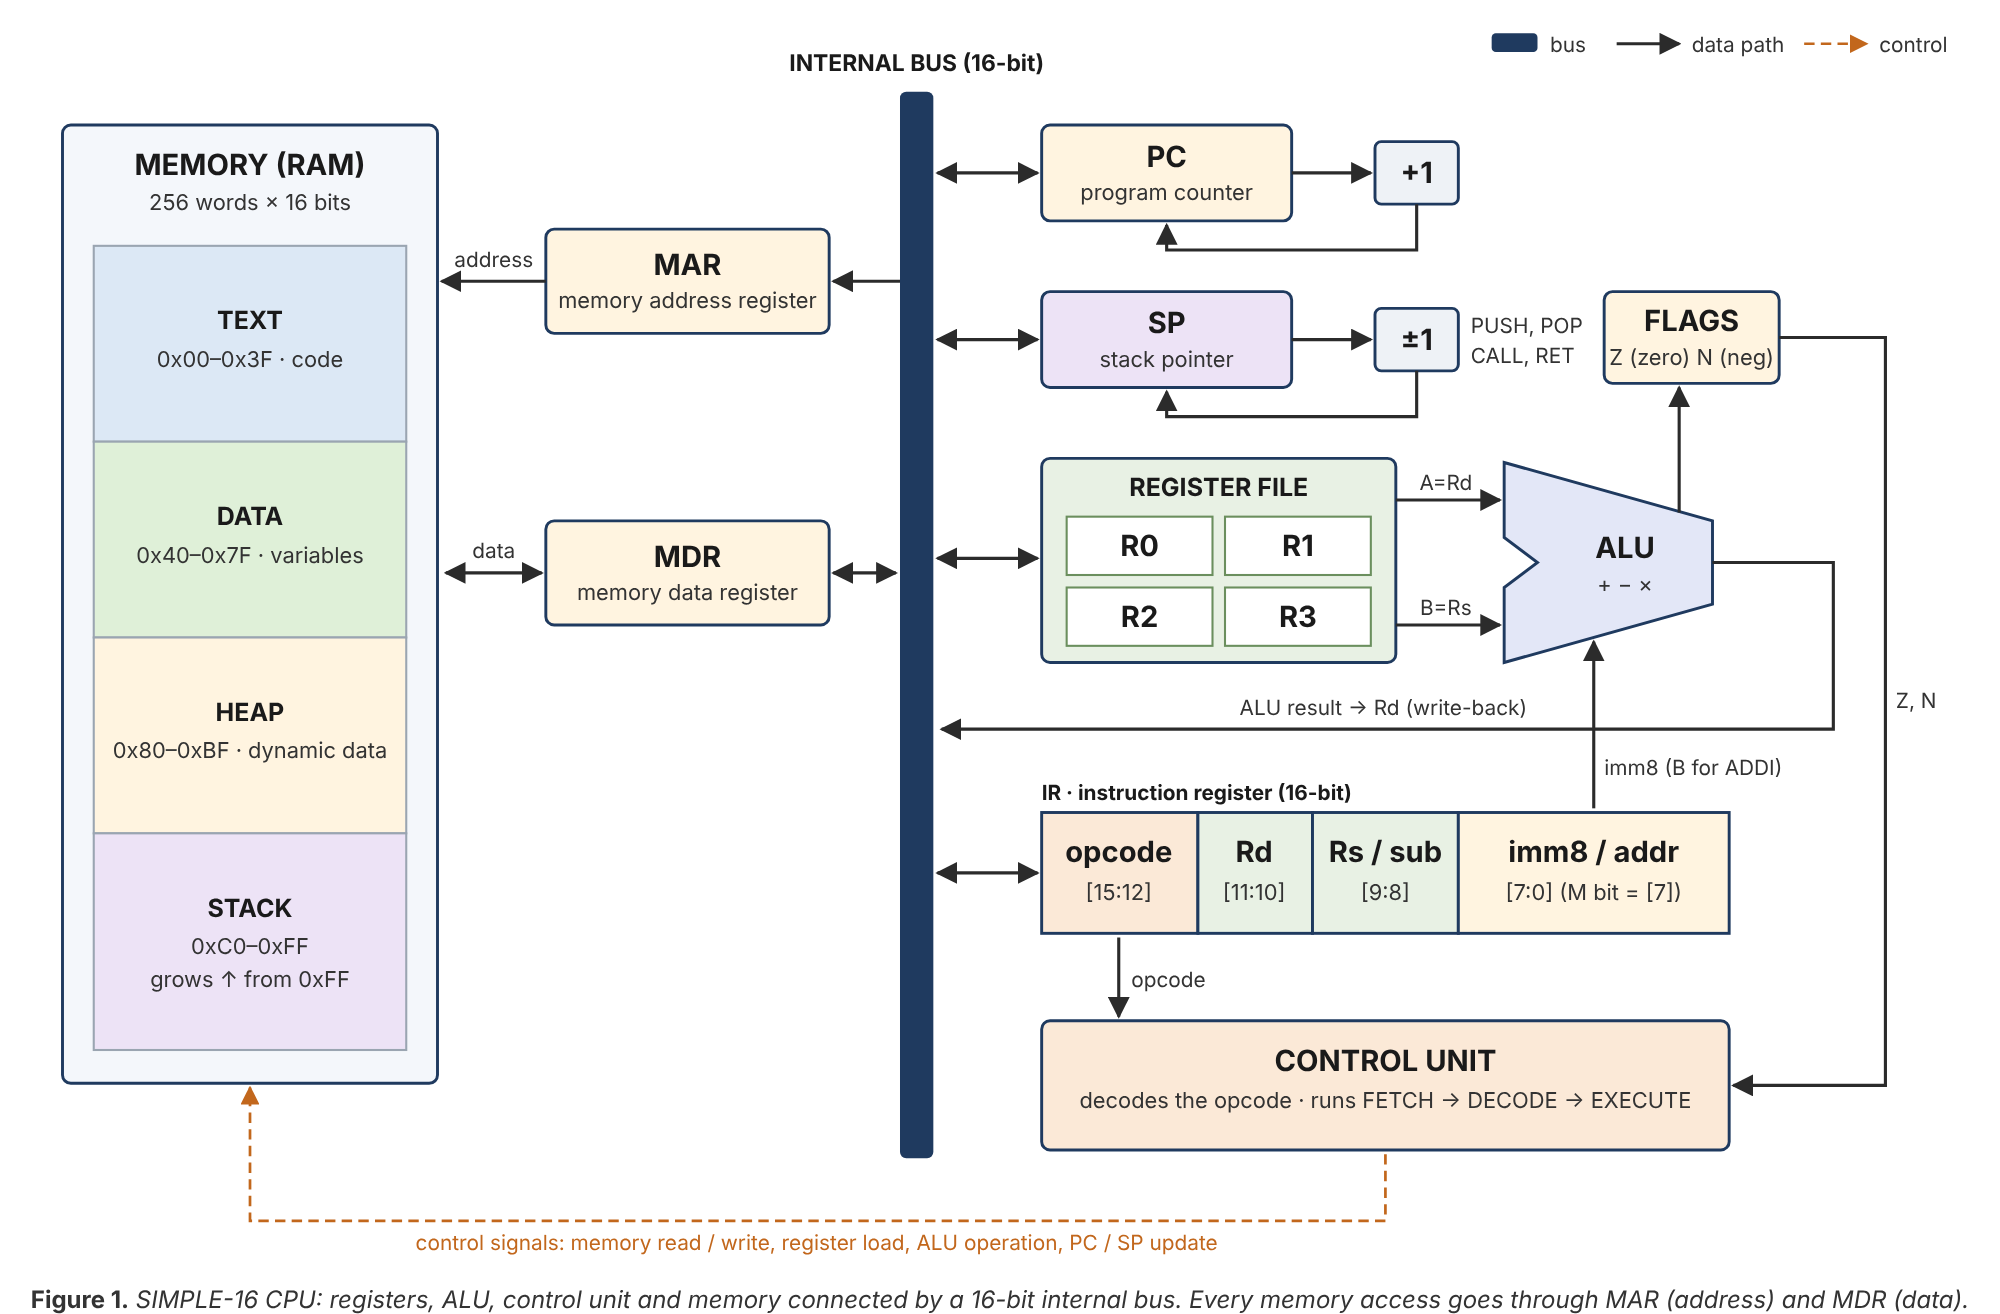 bus
data path
control
INTERNAL BUS (16-bit)
MEMORY (RAM)
256 words × 16 bits
TEXT
0x00–0x3F · code
DATA
0x40–0x7F · variables
HEAP
0x80–0xBF · dynamic data
STACK
0xC0–0xFF
grows ↑ from 0xFF
address
MAR
memory address register
data
MDR
memory data register
PC
program counter
+1
SP
stack pointer
±1
PUSH, POP
CALL, RET
FLAGS
Z (zero) N (neg)
REGISTER FILE
R0
R1
R2
R3
A=Rd
B=Rs
ALU
+ − ×
ALU result → Rd (write-back)
Z, N
imm8 (B for ADDI)
IR · instruction register (16-bit)
opcode
[15:12]
Rd
[11:10]
Rs / sub
[9:8]
imm8 / addr
[7:0] (M bit = [7])
opcode
CONTROL UNIT
decodes the opcode · runs FETCH → DECODE → EXECUTE
control signals: memory read / write, register load, ALU operation, PC / SP update
Figure 1. SIMPLE-16 CPU: registers, ALU, control unit and memory connected by a 16-bit internal bus. Every memory access goes through MAR (address) and MDR (data).